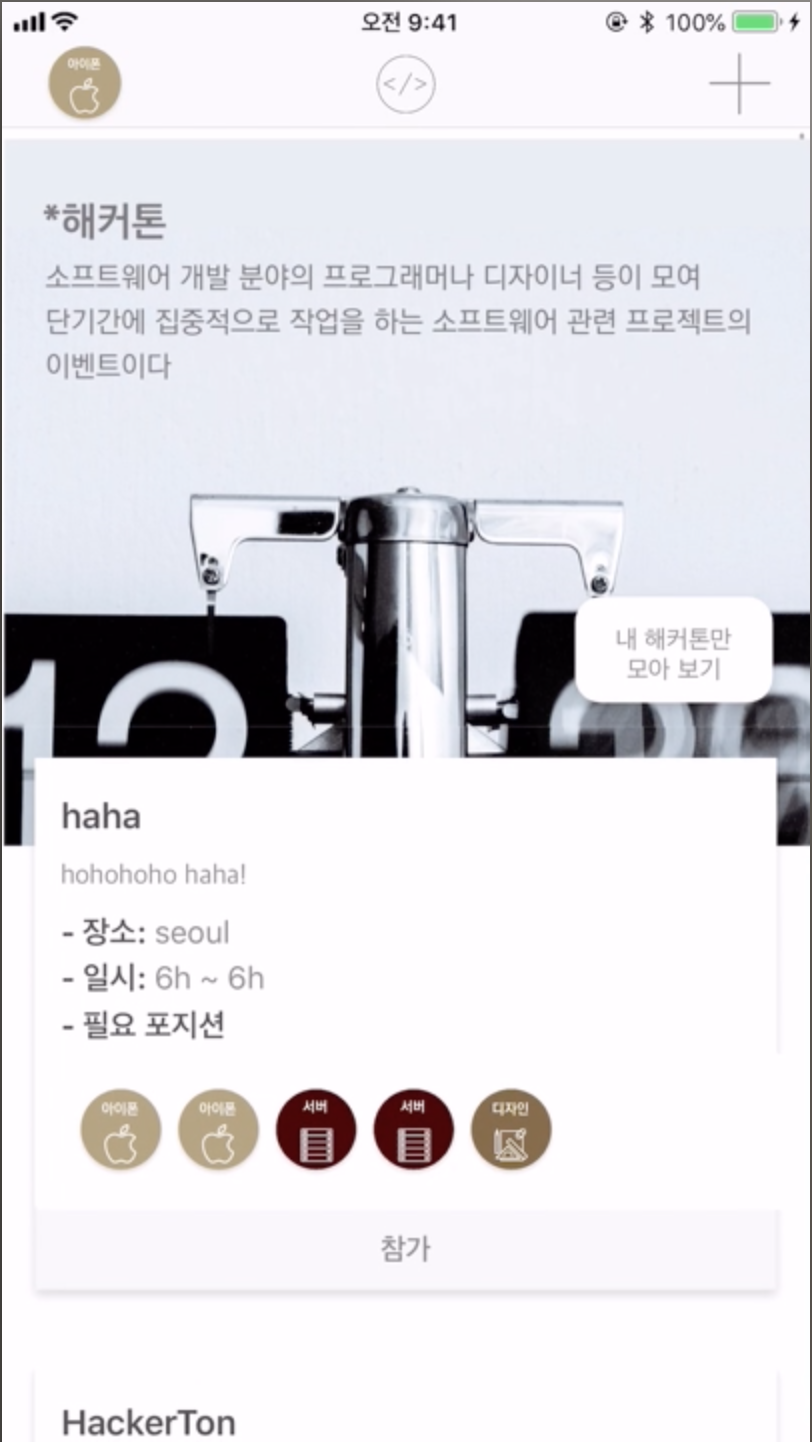 오전 9:41
100%
아이폰
</>
*해커톤
소프트웨어 개발 분야의 프로그래머나 디자이너 등이 모여
단기간에 집중적으로 작업을 하는 소프트웨어 관련 프로젝트의
이벤트이다
내 해커톤만
모아 보기
12
haha
hohohoho haha!
- 장소: seoul
- 일시: 6h ~ 6h
- 필요 포지션
아이폰 아이폰 서버 서버 디자인
참가
HackerTon